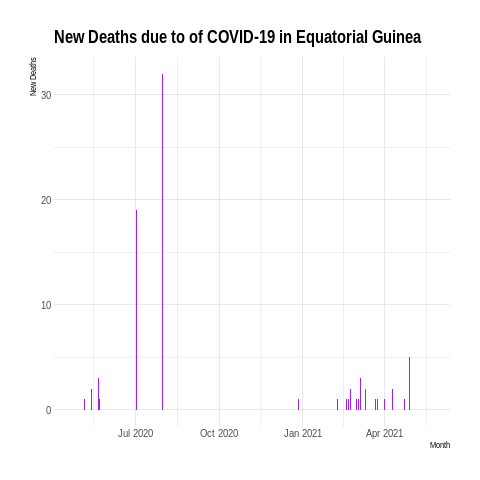 New Deaths due to of COVID-19 in Equatorial Guinea
New Deaths
30
20
10
0
Jul 2020 Oct 2020 Jan 2021 Apr 2021
Month